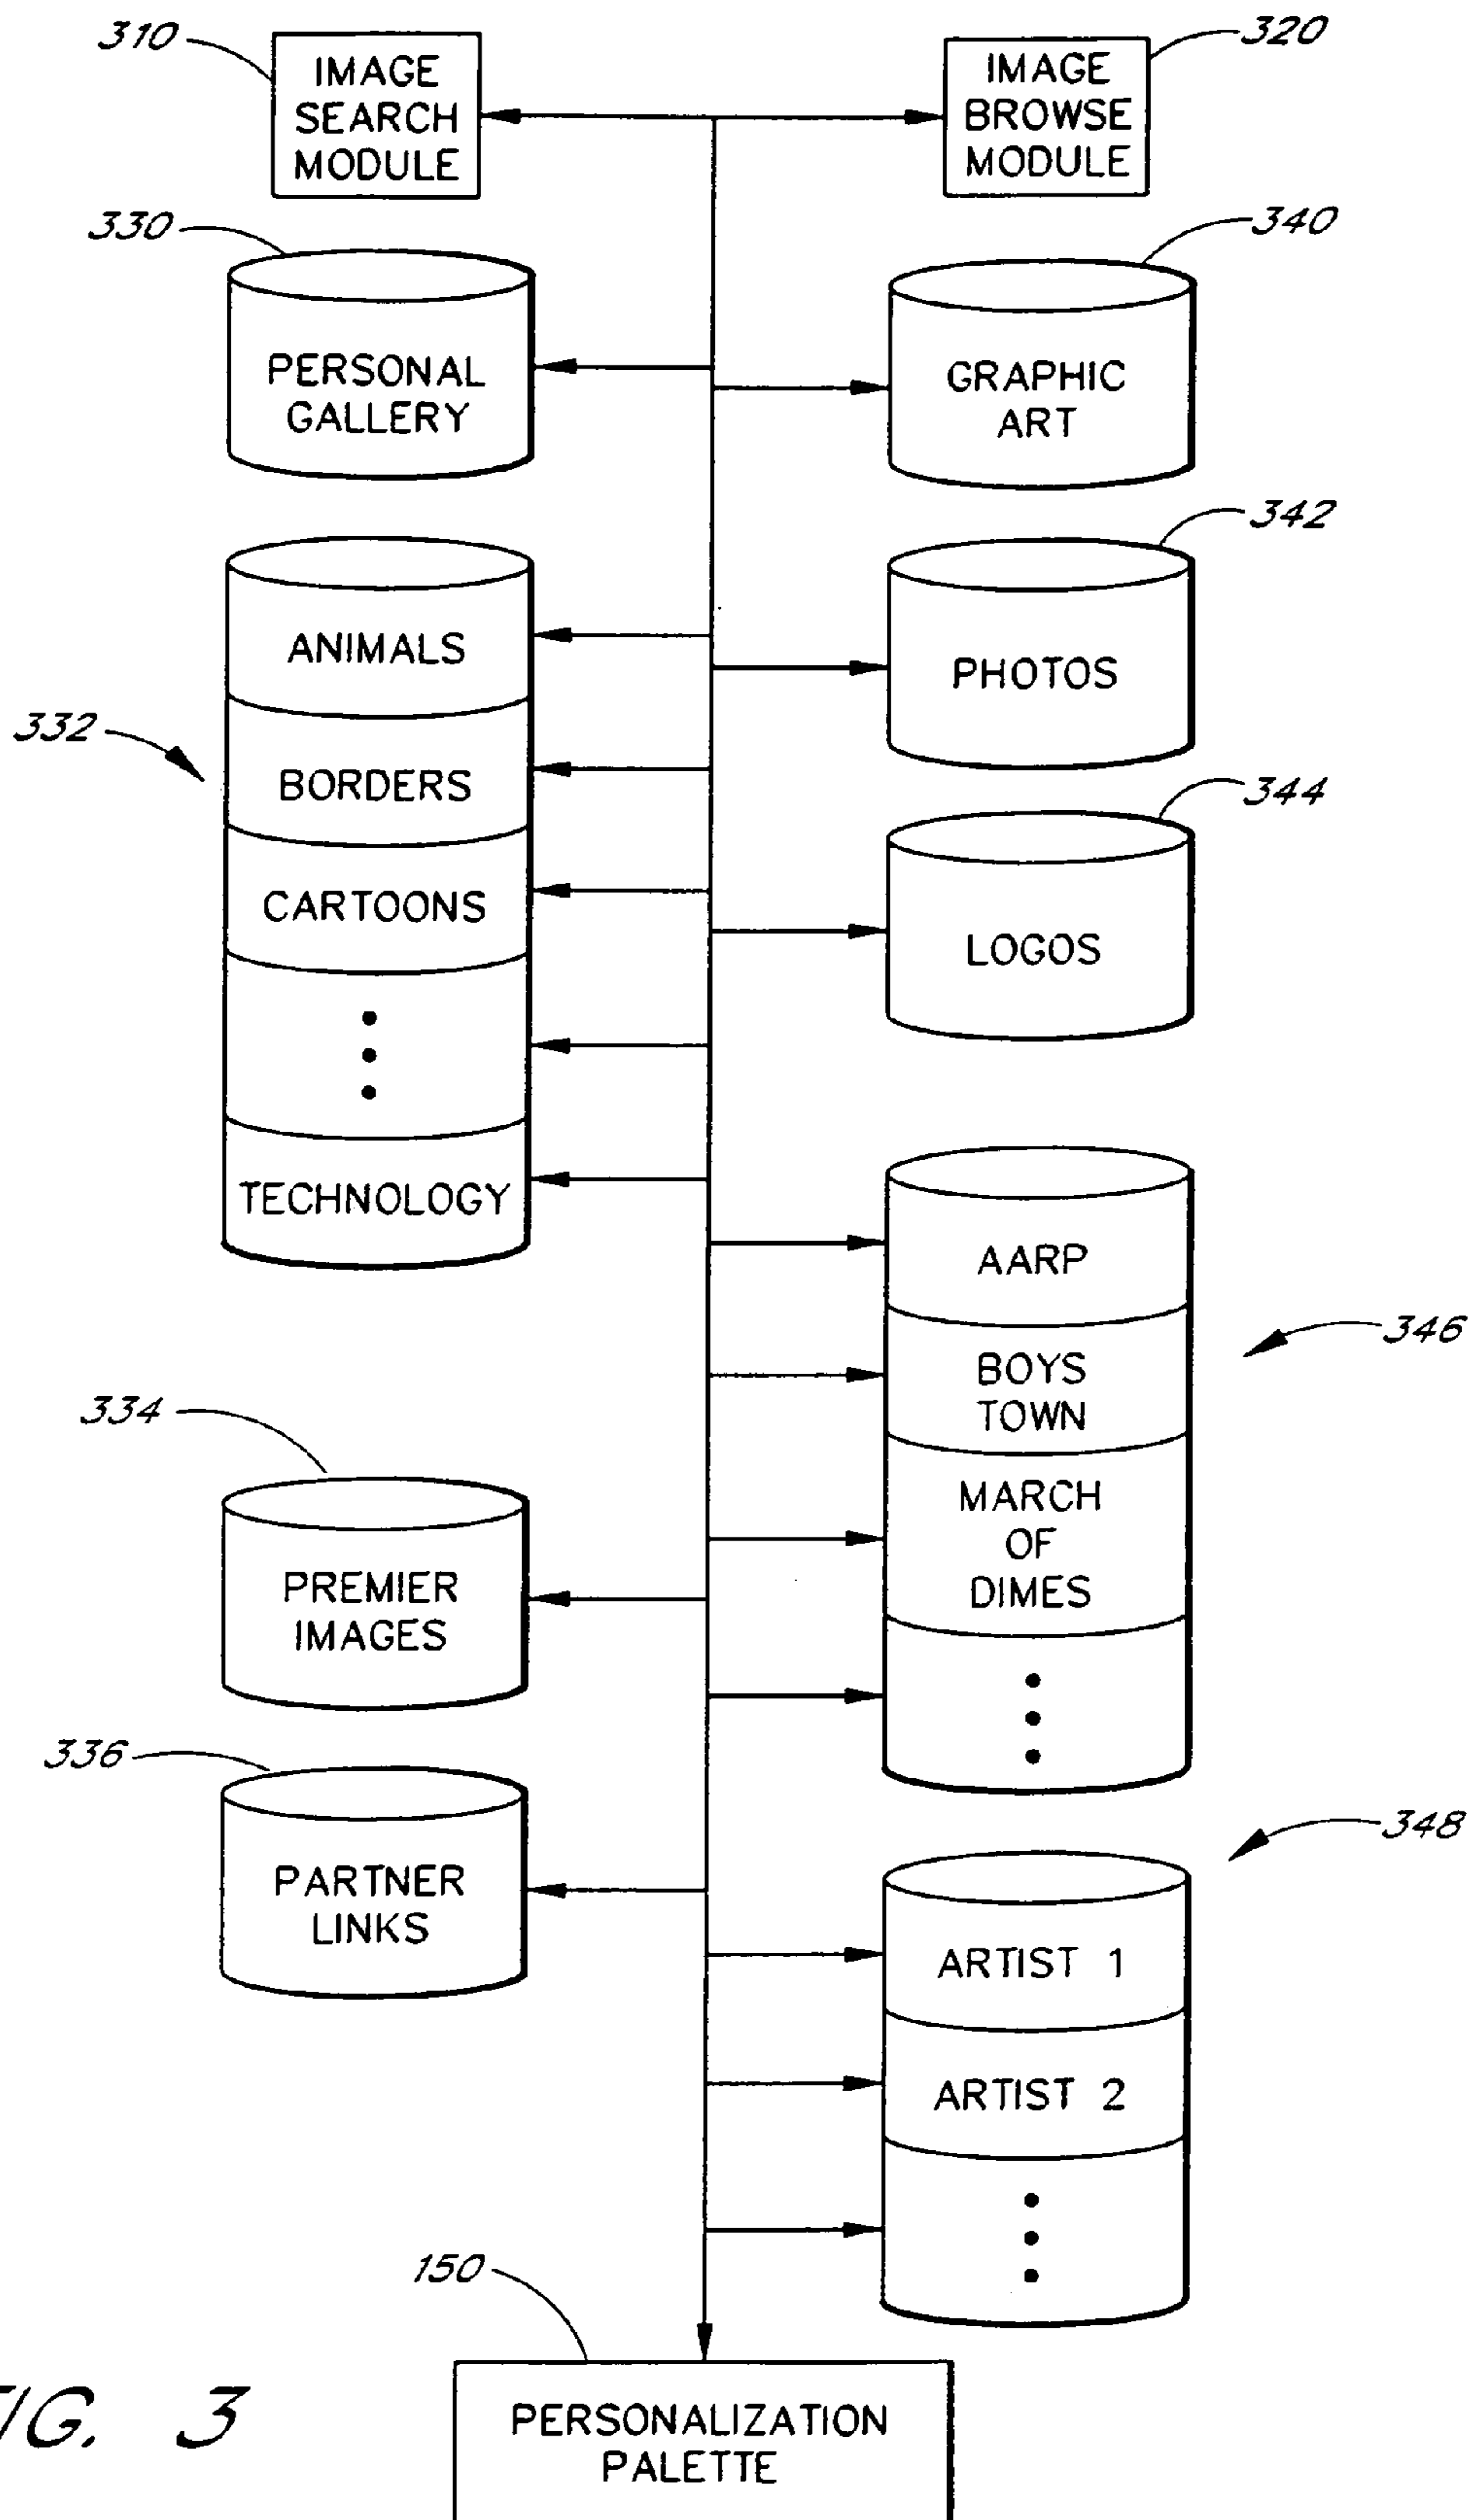 310
IMAGE
SEARCH
MODULE
320
IMAGE
BROWSE
MODULE
330
PERSONAL
GALLERY
340
GRAPHIC
ART
342
PHOTOS
332
ANIMALS
BORDERS
CARTOONS
TECHNOLOGY
344
LOGOS
346
AARP
BOYS
TOWN
MARCH
OF
DIMES
334
PREMIER
IMAGES
336
PARTNER
LINKS
348
ARTIST 1
ARTIST 2
150
PERSONALIZATION
PALETTE
IG. 3